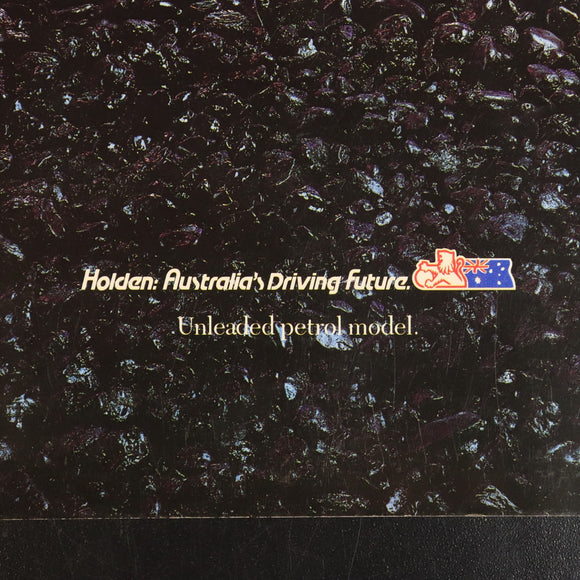 Holden: Australia's Driving Future.
Unleaded petrol model.